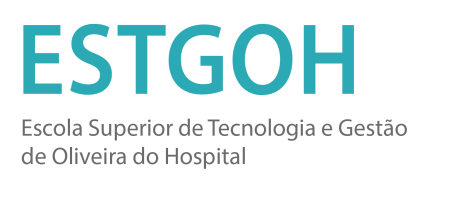 ESTGOH
Escola Superior de Tecnologia e Gestão
de Oliveira do Hospital